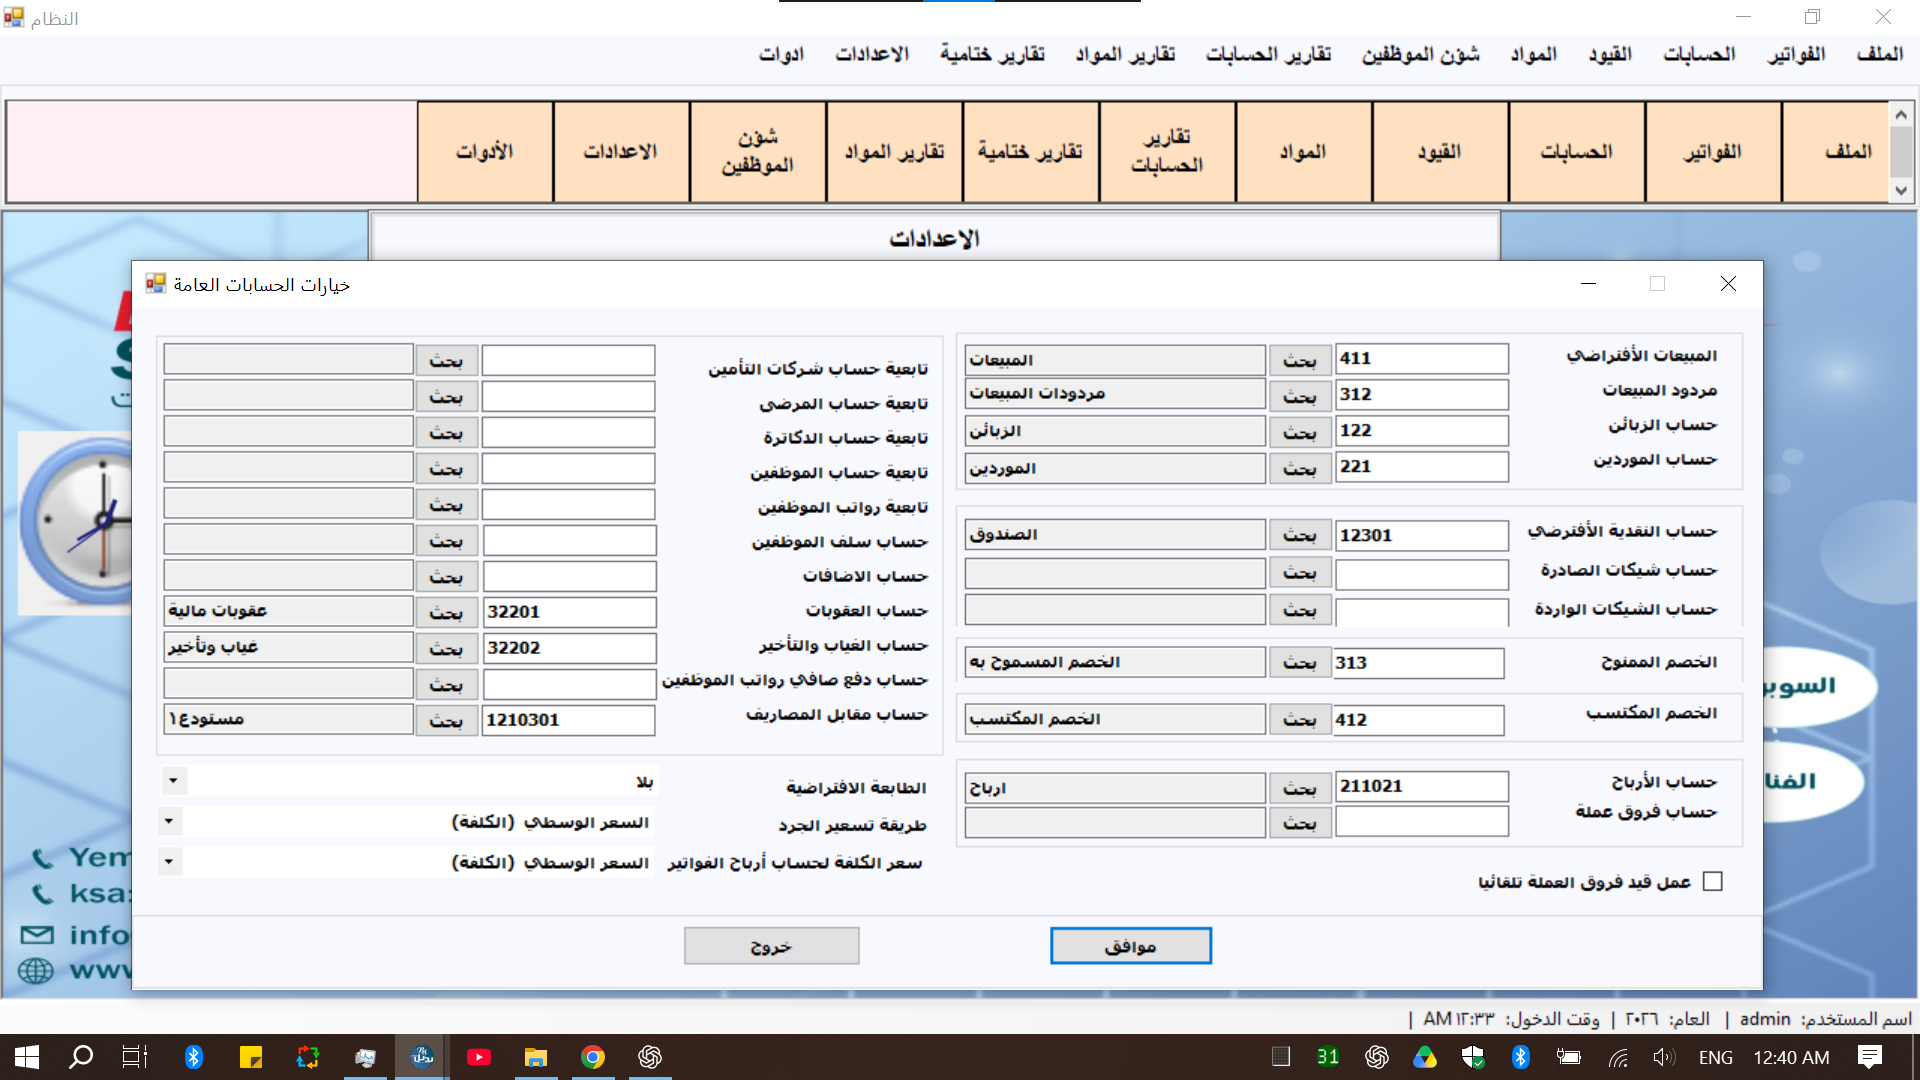 النظام
الملف الفواتير الحسابات القيود المواد شؤن الموظفين تقارير الحسابات تقارير المواد تقارير ختامية الاعدادات ادوات
الملف الفواتير الحسابات القيود المواد تقارير الحسابات تقارير ختامية تقارير المواد شؤن الموظفين الاعدادات الأدوات
الاعدادات
خيارات الحسابات العامة
المبيعات الأفتراضي 411 بحث المبيعات
مردود المبيعات 312 بحث مردودات المبيعات
حساب الزبائن 122 بحث الزبائن
حساب الموردين 221 بحث الموردين
حساب النقدية الأفترضي 12301 بحث الصندوق
حساب شيكات الصادرة بحث
حساب الشيكات الواردة بحث
الخصم الممنوح 313 بحث الخصم المسموح به
الخصم المكتسب 412 بحث الخصم المكتسب
حساب الأرباح 211021 بحث ارباح
حساب فروق عملة بحث
عمل قيد فروق العملة تلقائيا
تابعية حساب شركات التأمين بحث
تابعية حساب المرضى بحث
تابعية حساب الدكاترة بحث
تابعية حساب الموظفين بحث
تابعية رواتب الموظفين بحث
حساب سلف الموظفين بحث
حساب الاضافات بحث
حساب العقوبات 32201 بحث عقوبات مالية
حساب الغياب والتأخير 32202 بحث غياب وتأخير
حساب دفع صافي رواتب الموظفين بحث
حساب مقابل المصاريف 1210301 بحث مستودع١
الطابعة الافتراضية بلا
طريقة تسعير الجرد السعر الوسطي (الكلفة)
سعر الكلفة لحساب أرباح الفواتير السعر الوسطي (الكلفة)
موافق خروج
السوبر
الفنا
Yem
ksa:
info
www
اسم المستخدم: admin | العام: ٢٠٢٦ | وقت الدخول: ١٢:٣٣ AM |
31 ENG 12:40 AM